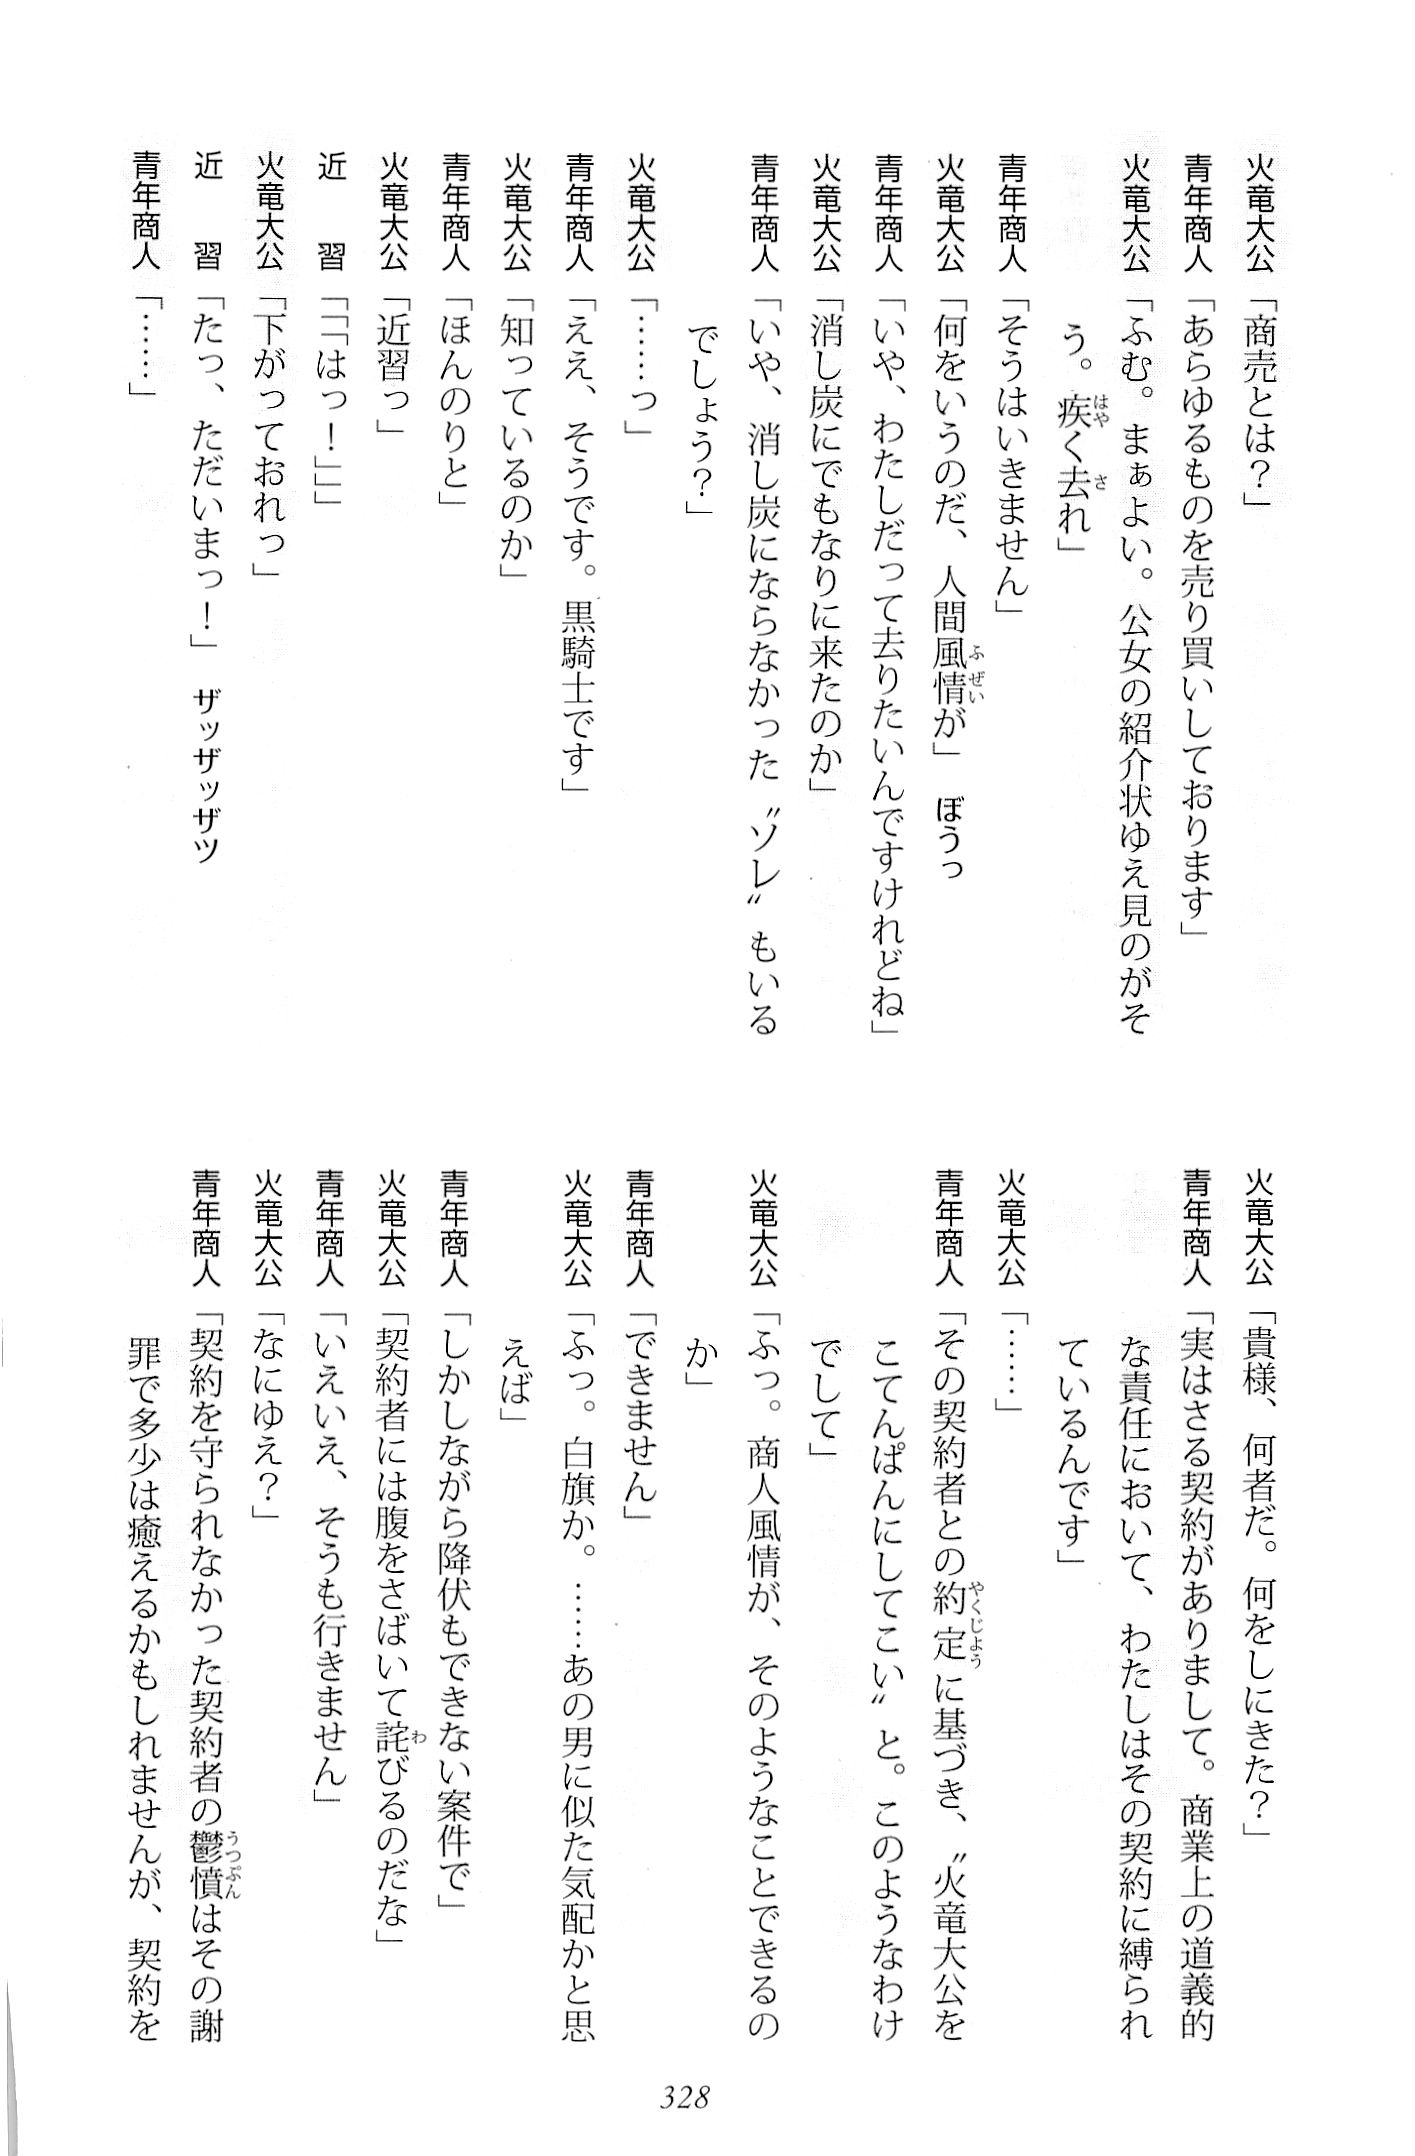 火竜大公「商売とは？」
青年商人「あらゆるものを売り買いしております」
火竜大公「ふむ。まぁよい。公女の紹介状ゆえ見のがそ
う。疾く去れ」
青年商人「そうはいきません」
火竜大公「何をいうのだ、人間風情が」　ぼうっ
青年商人「いや、わたしだって去りたいんですけれどね」
火竜大公「消し炭にでもなりに来たのか」
青年商人「いや、消し炭にならなかった〝ソレ〟もいる
でしょう？」
火竜大公「……っ」
青年商人「ええ、そうです。黒騎士です」
火竜大公「知っているのか」
青年商人「ほんのりと」
火竜大公「近習っ」
近　習「「「はっ！」」」
火竜大公「下がっておれっ」
近　習「たっ、ただいまっ！」　ザッザッザツ
青年商人「……」
火竜大公「貴様、何者だ。何をしにきた？」
青年商人「実はさる契約がありまして。商業上の道義的
な責任において、わたしはその契約に縛られ
ているんです」
火竜大公「……」
青年商人「その契約者との約定に基づき、〝火竜大公を
こてんぱんにしてこい〟と。このようなわけ
でして」
火竜大公「ふっ。商人風情が、そのようなことできるの
か」
青年商人「できません」
火竜大公「ふっ。白旗か。……あの男に似た気配かと思
えば」
青年商人「しかしながら降伏もできない案件で」
火竜大公「契約者には腹をさばいて詫びるのだな」
青年商人「いえいえ、そうも行きません」
火竜大公「なにゆえ？」
青年商人「契約を守られなかった契約者の鬱憤はその謝
罪で多少は癒えるかもしれませんが、契約を
328